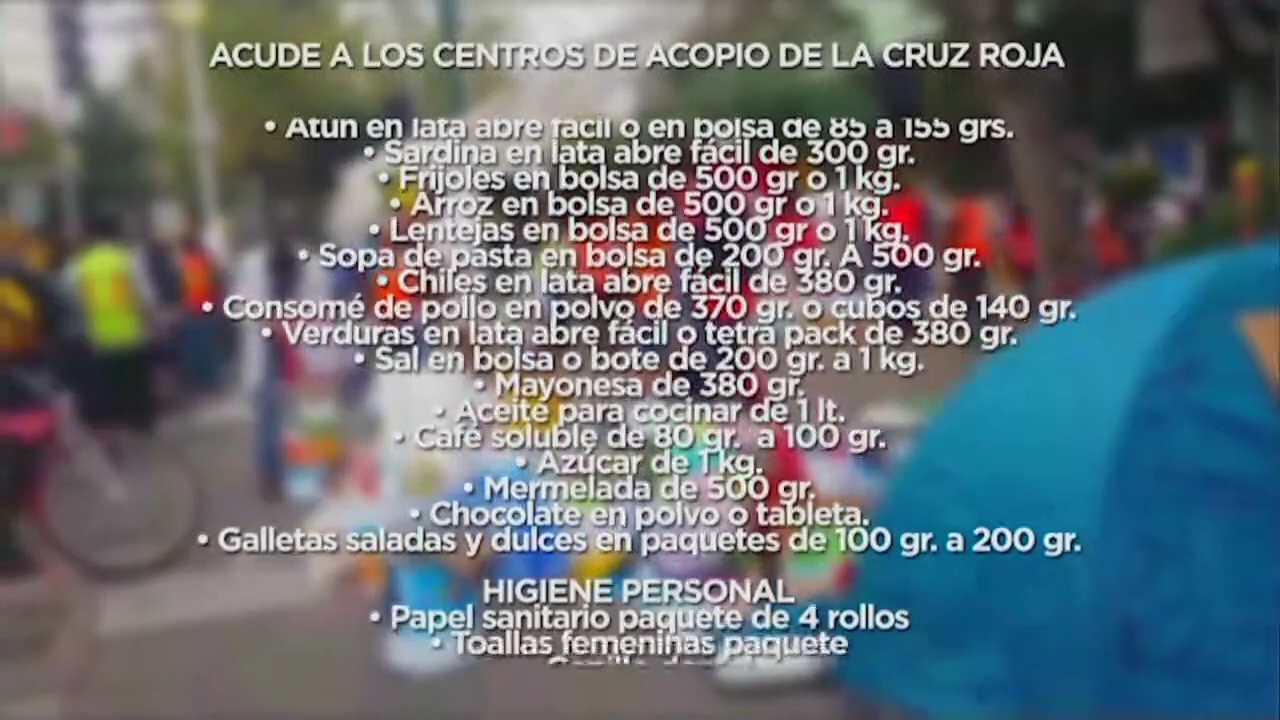 ACUDE A LOS CENTROS DE ACOPIO DE LA CRUZ ROJA
• Atún en lata abre fácil o en bolsa de 85 a 155 grs.
• Sardina en lata abre fácil de 300 gr.
• Frijoles en bolsa de 500 gr o 1 kg.
• Arroz en bolsa de 500 gr o 1 kg.
• Lentejas en bolsa de 500 gr o 1 kg.
• Sopa de pasta en bolsa de 200 gr. A 500 gr.
• Chiles en lata abre fácil de 380 gr.
• Consomé de pollo en polvo de 370 gr. o cubos de 140 gr.
• Verduras en lata abre fácil o tetra pack de 380 gr.
• Sal en bolsa o bote de 200 gr. a 1 kg.
• Mayonesa de 380 gr.
• Aceite para cocinar de 1 lt.
• Café soluble de 80 gr. a 100 gr.
• Azúcar de 1 kg.
• Mermelada de 500 gr.
• Chocolate en polvo o tableta.
• Galletas saladas y dulces en paquetes de 100 gr. a 200 gr.
HIGIENE PERSONAL
• Papel sanitario paquete de 4 rollos
• Toallas femeninas paquete